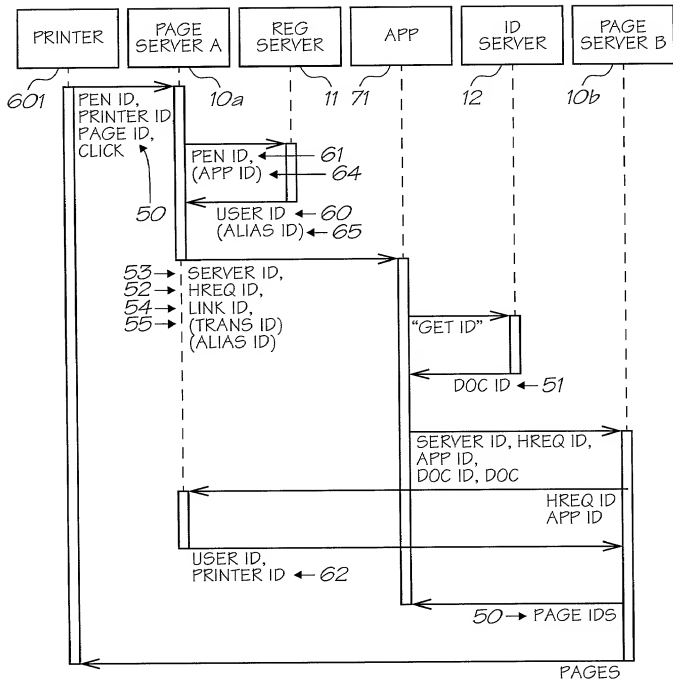 PRINTER
PAGE
SERVER A
REG
SERVER
APP
ID
SERVER
PAGE
SERVER B
601
10a
11
71
12
10b
PEN ID,
PRINTER ID,
PAGE ID,
CLICK
50
PEN ID,
61
(APP ID)
64
USER ID
60
(ALIAS ID)
65
53
SERVER ID,
52
HREQ ID,
54
LINK ID,
55
(TRANS ID)
(ALIAS ID)
"GET ID"
DOC ID
51
SERVER ID, HREQ ID,
APP ID,
DOC ID, DOC
HREQ ID
APP ID
USER ID,
PRINTER ID
62
50
PAGE IDS
PAGES